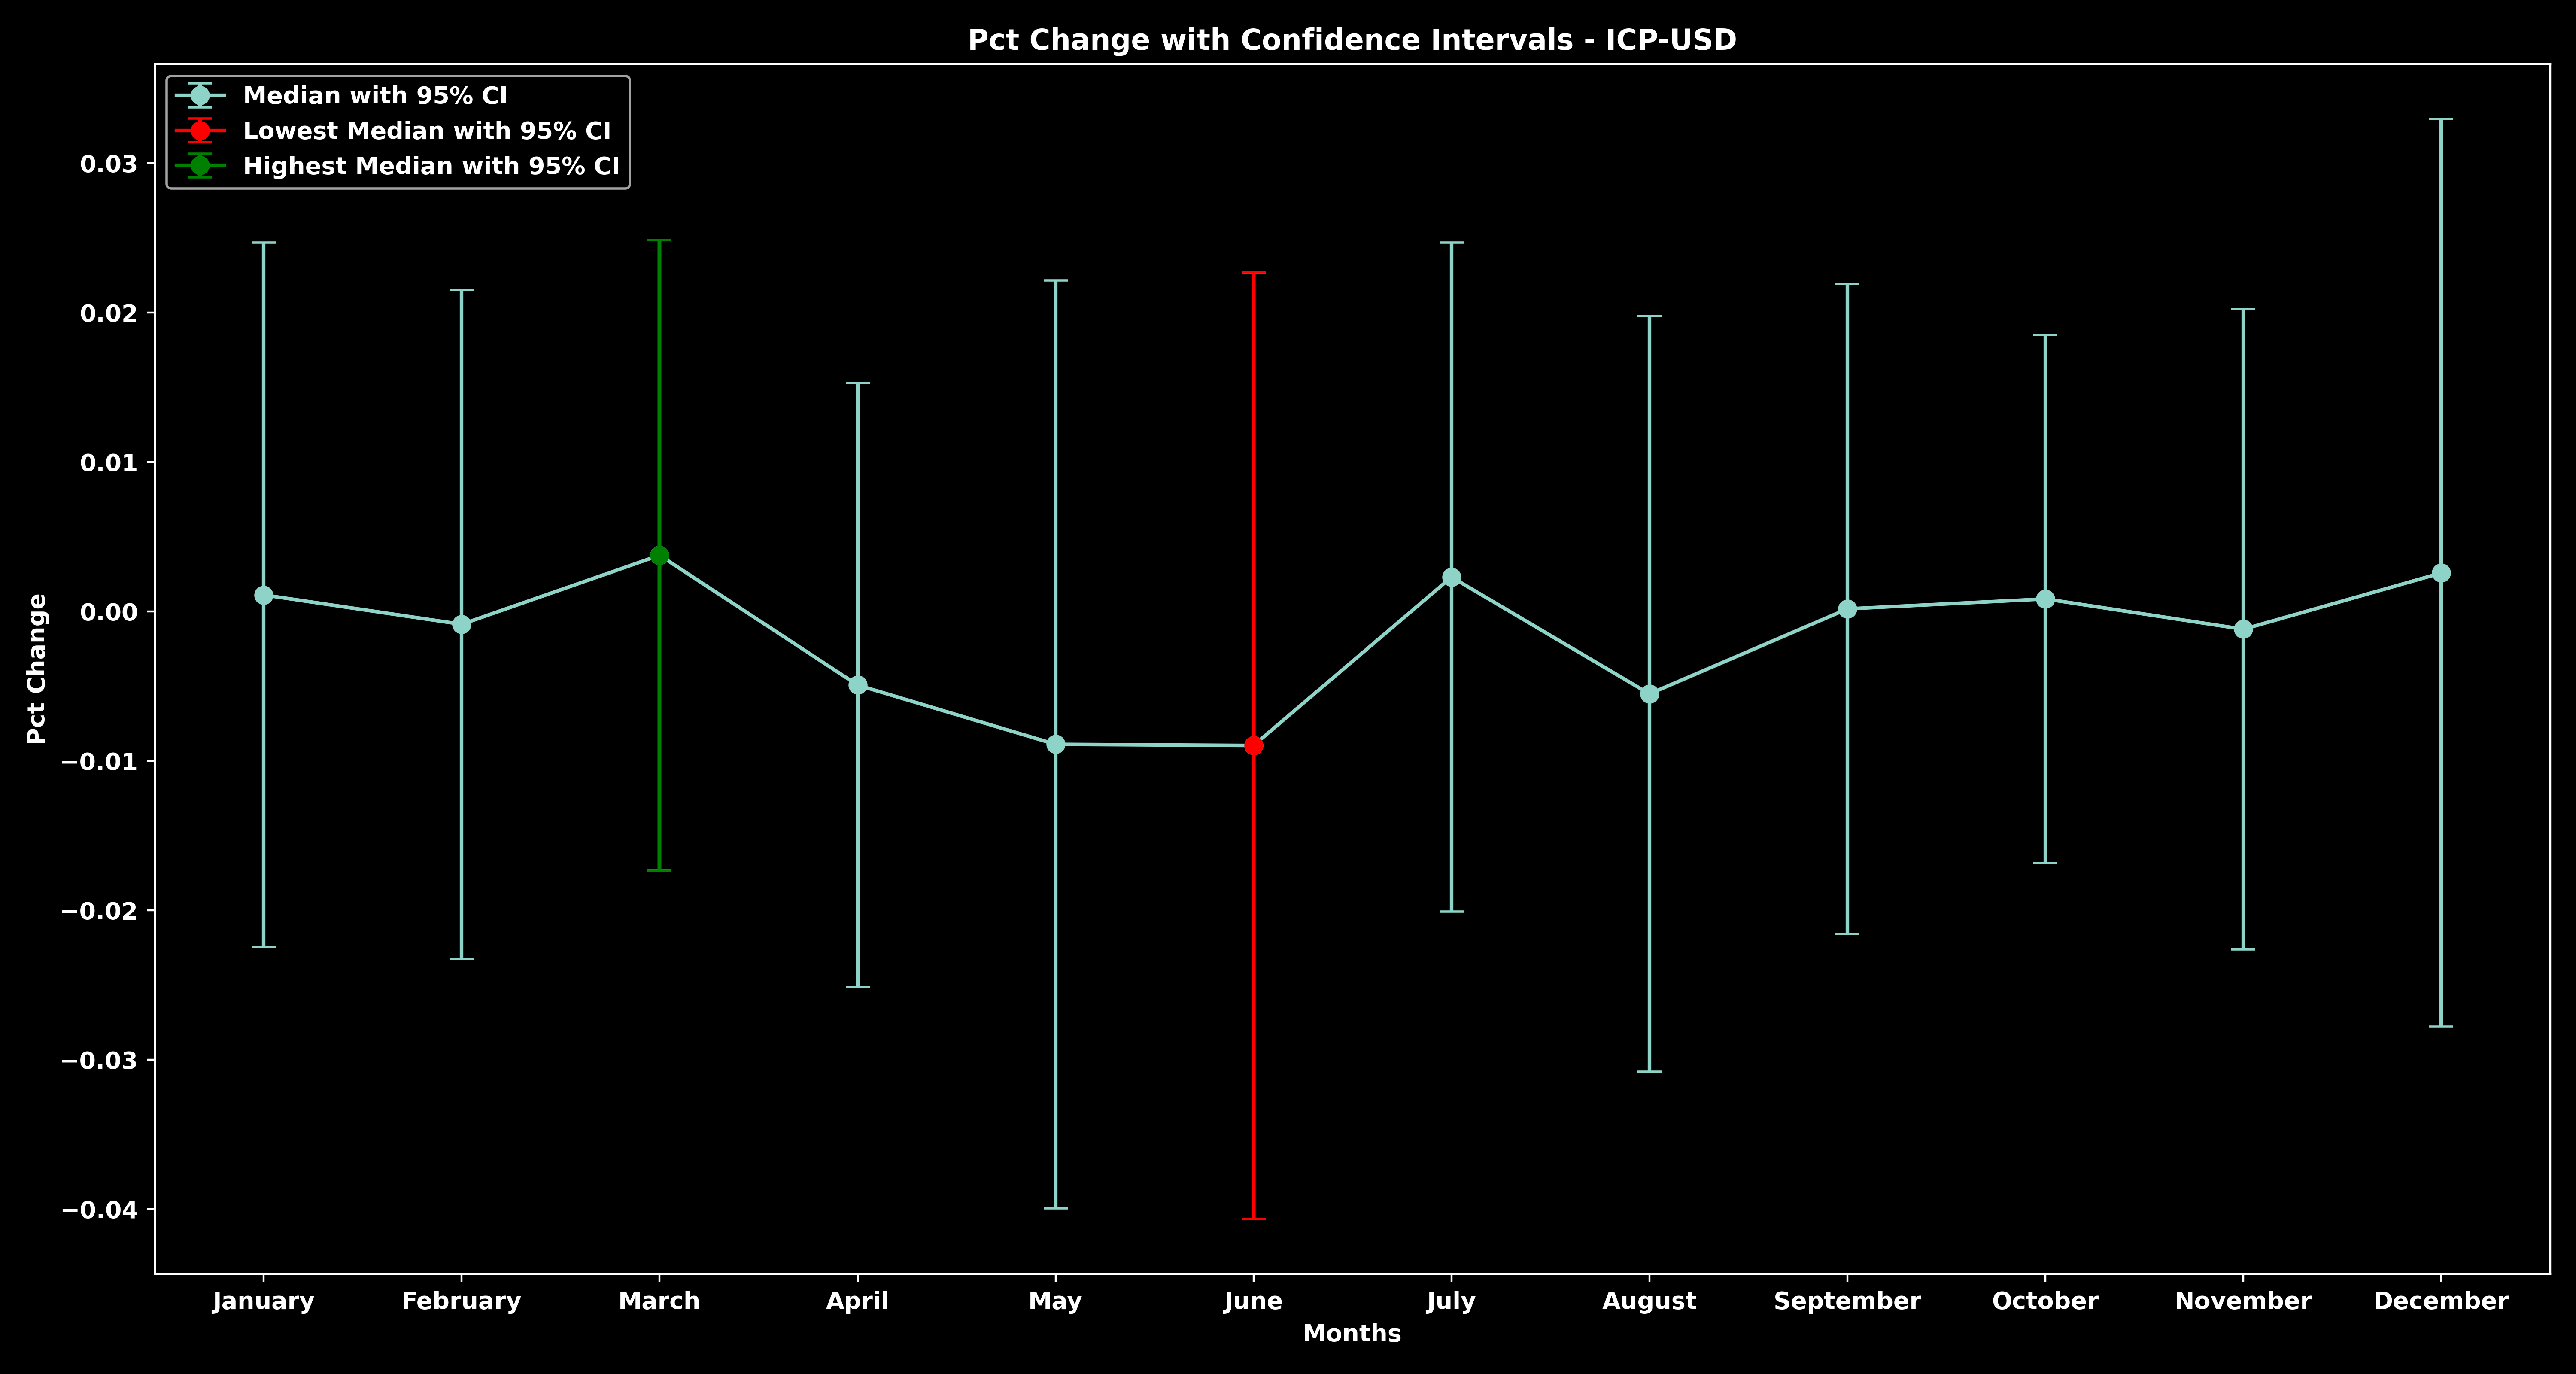 Pct Change with Confidence Intervals - ICP-USD
Median with 95% CI
Lowest Median with 95% CI
Highest Median with 95% CI
0.03
0.02
0.01
0.00
−0.01
−0.02
−0.03
−0.04
Pct Change
January February March April May June July August September October November December
Months